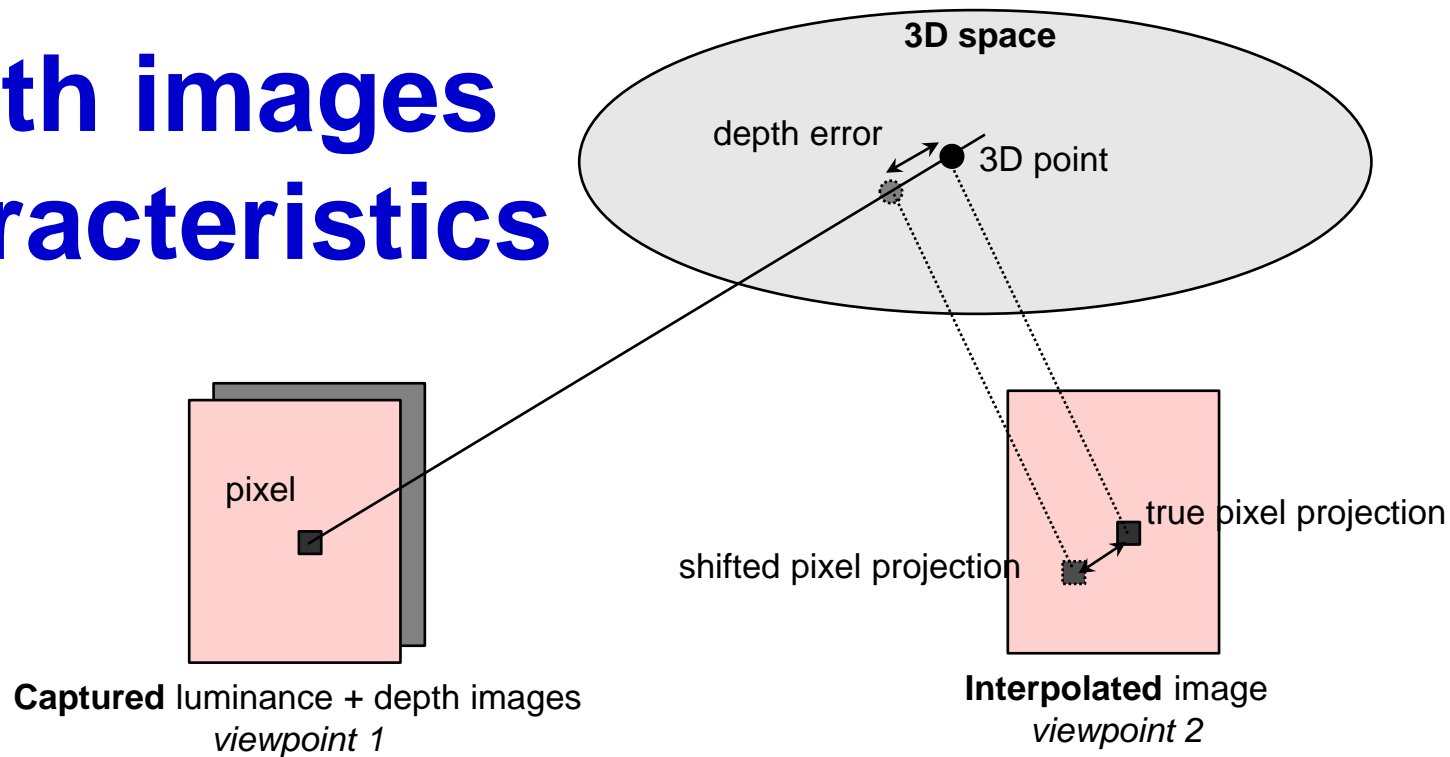 th images
racteristics
3D space
depth error
3D point
pixel
true pixel projection
shifted pixel projection
Captured luminance + depth images
viewpoint 1
Interpolated image
viewpoint 2